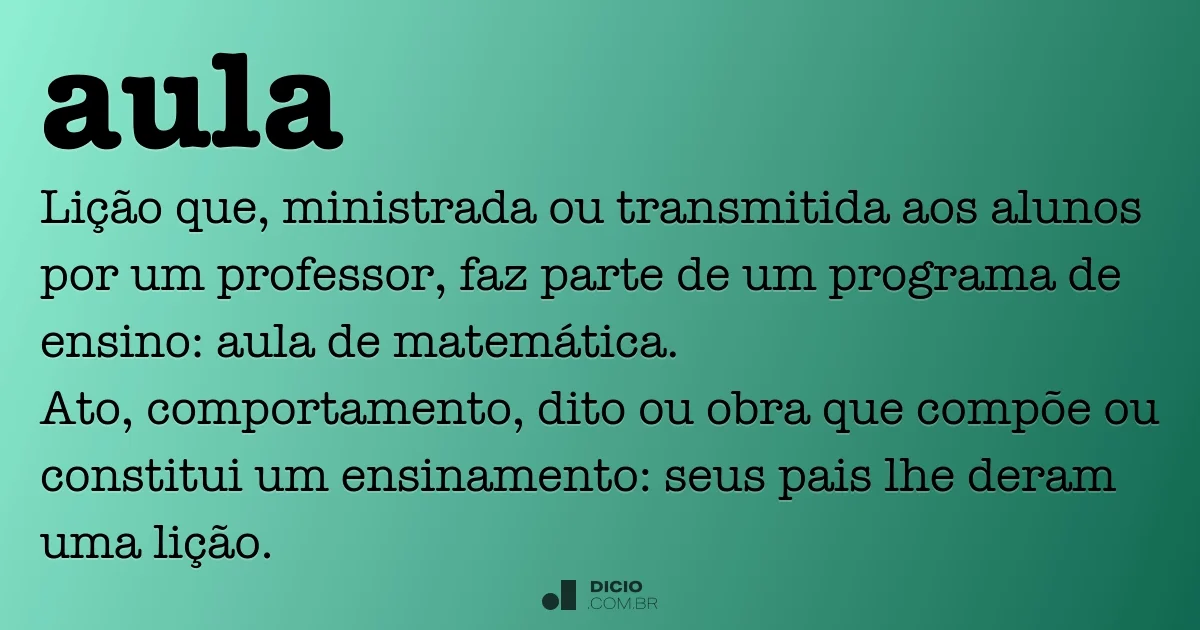 aula
Lição que, ministrada ou transmitida aos alunos
por um professor, faz parte de um programa de
ensino: aula de matemática.
Ato, comportamento, dito ou obra que compõe ou
constitui um ensinamento: seus pais lhe deram
uma lição.
DICIO
.COM.BR